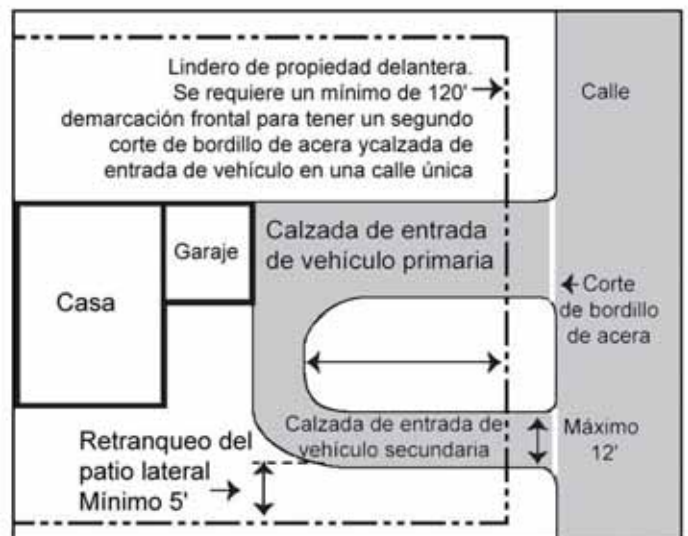 Lindero de propiedad delantera.
Se requiere un mínimo de 120'
demarcación frontal para tener un segundo
corte de bordillo de acera ycalzada de
entrada de vehículo en una calle única
Calle
Garaje
Casa
Calzada de entrada
de vehículo primaria
Corte
de bordillo
de acera
Calzada de entrada de
vehículo secundaria
Máximo
12'
Retranqueo del
patio lateral
Mínimo 5'